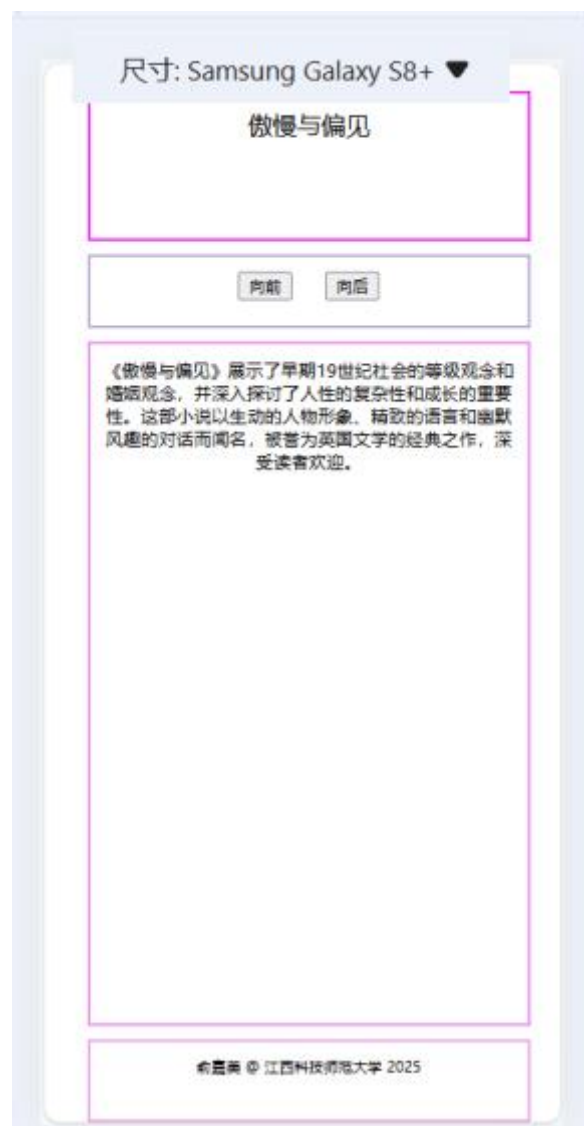 尺寸: Samsung Galaxy S8+
傲慢与偏见
向前 向后
《傲慢与偏见》展示了早期19世纪社会的等级观念和
婚姻观念，并深入探讨了人性的复杂性和成长的重要
性。这部小说以生动的人物形象、精致的语言和幽默
风趣的对话而闻名，被誉为英国文学的经典之作，深
受读者欢迎。
俞嘉美 @ 江西科技师范大学 2025